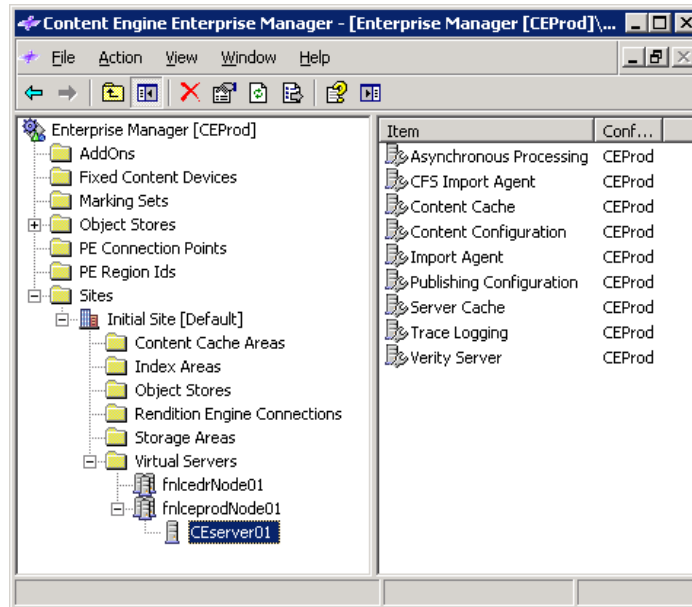 Content Engine Enterprise Manager - [Enterprise Manager [CEProd]\...
File Action View Window Help
Enterprise Manager [CEProd]
AddOns
Fixed Content Devices
Marking Sets
Object Stores
PE Connection Points
PE Region Ids
Sites
Initial Site [Default]
Content Cache Areas
Index Areas
Object Stores
Rendition Engine Connections
Storage Areas
Virtual Servers
fnlcedrNode01
fnlceprodNode01
CEserver01
Item Conf...
Asynchronous Processing CEProd
CFS Import Agent CEProd
Content Cache CEProd
Content Configuration CEProd
Import Agent CEProd
Publishing Configuration CEProd
Server Cache CEProd
Trace Logging CEProd
Verity Server CEProd